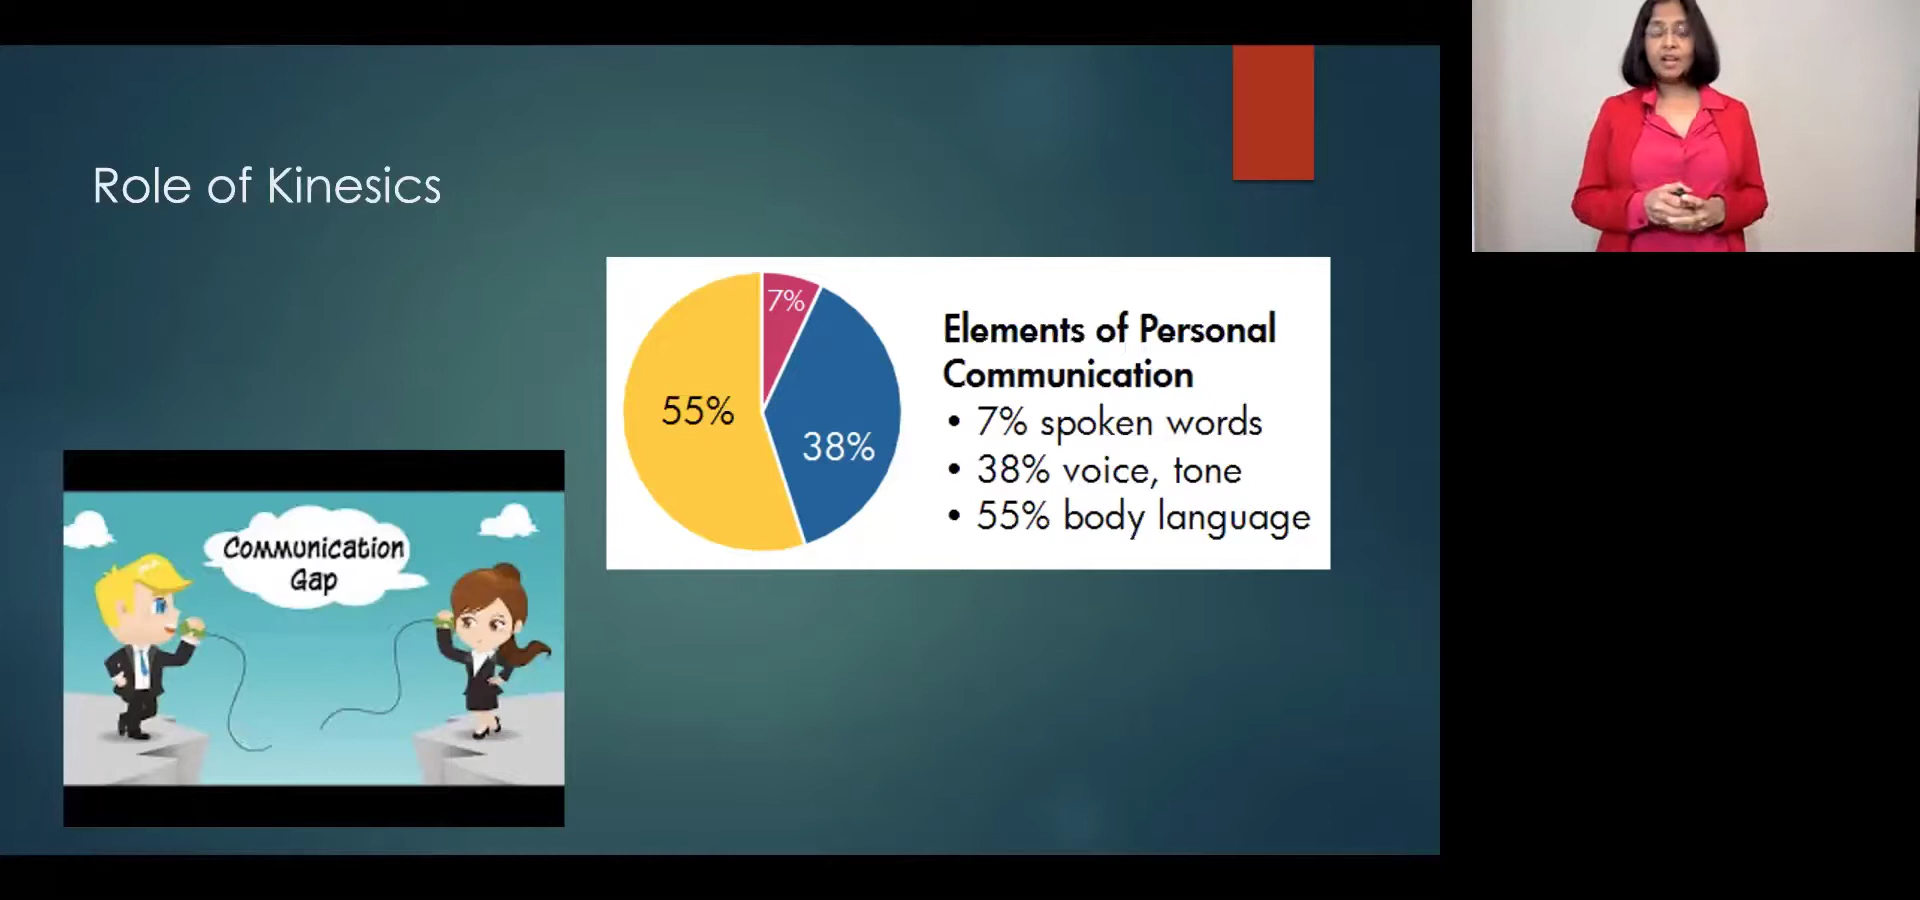 Role of Kinesics
7%
55%
38%
Elements of Personal
Communication
• 7% spoken words
• 38% voice, tone
• 55% body language
Communication
Gap